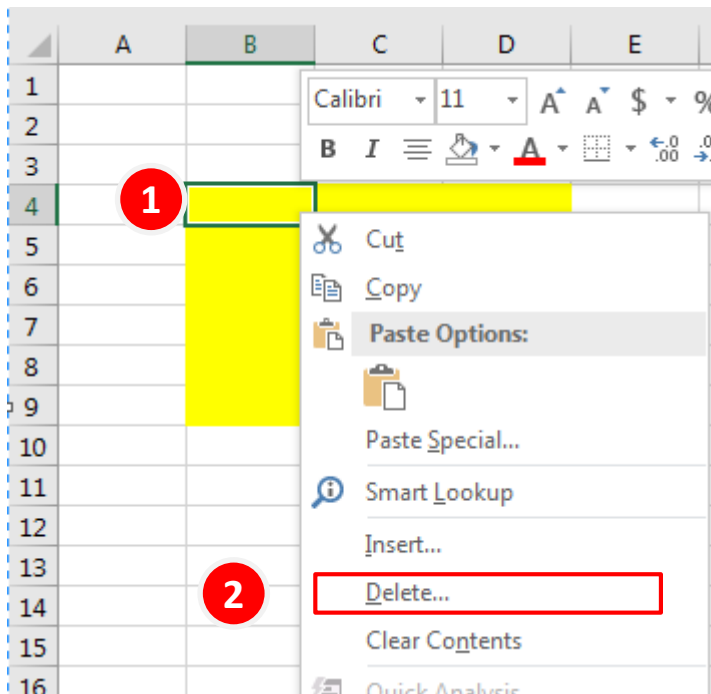 A B C D E
1
Calibri 11 A A $ %
2
B I A .0 .00 .0
3
1
4
5 Cut
6 Copy
7 Paste Options:
8
9
10 Paste Special...
11 Smart Lookup
12
Insert...
13
2 Delete...
14
15 Clear Contents
16 Quick Analysis